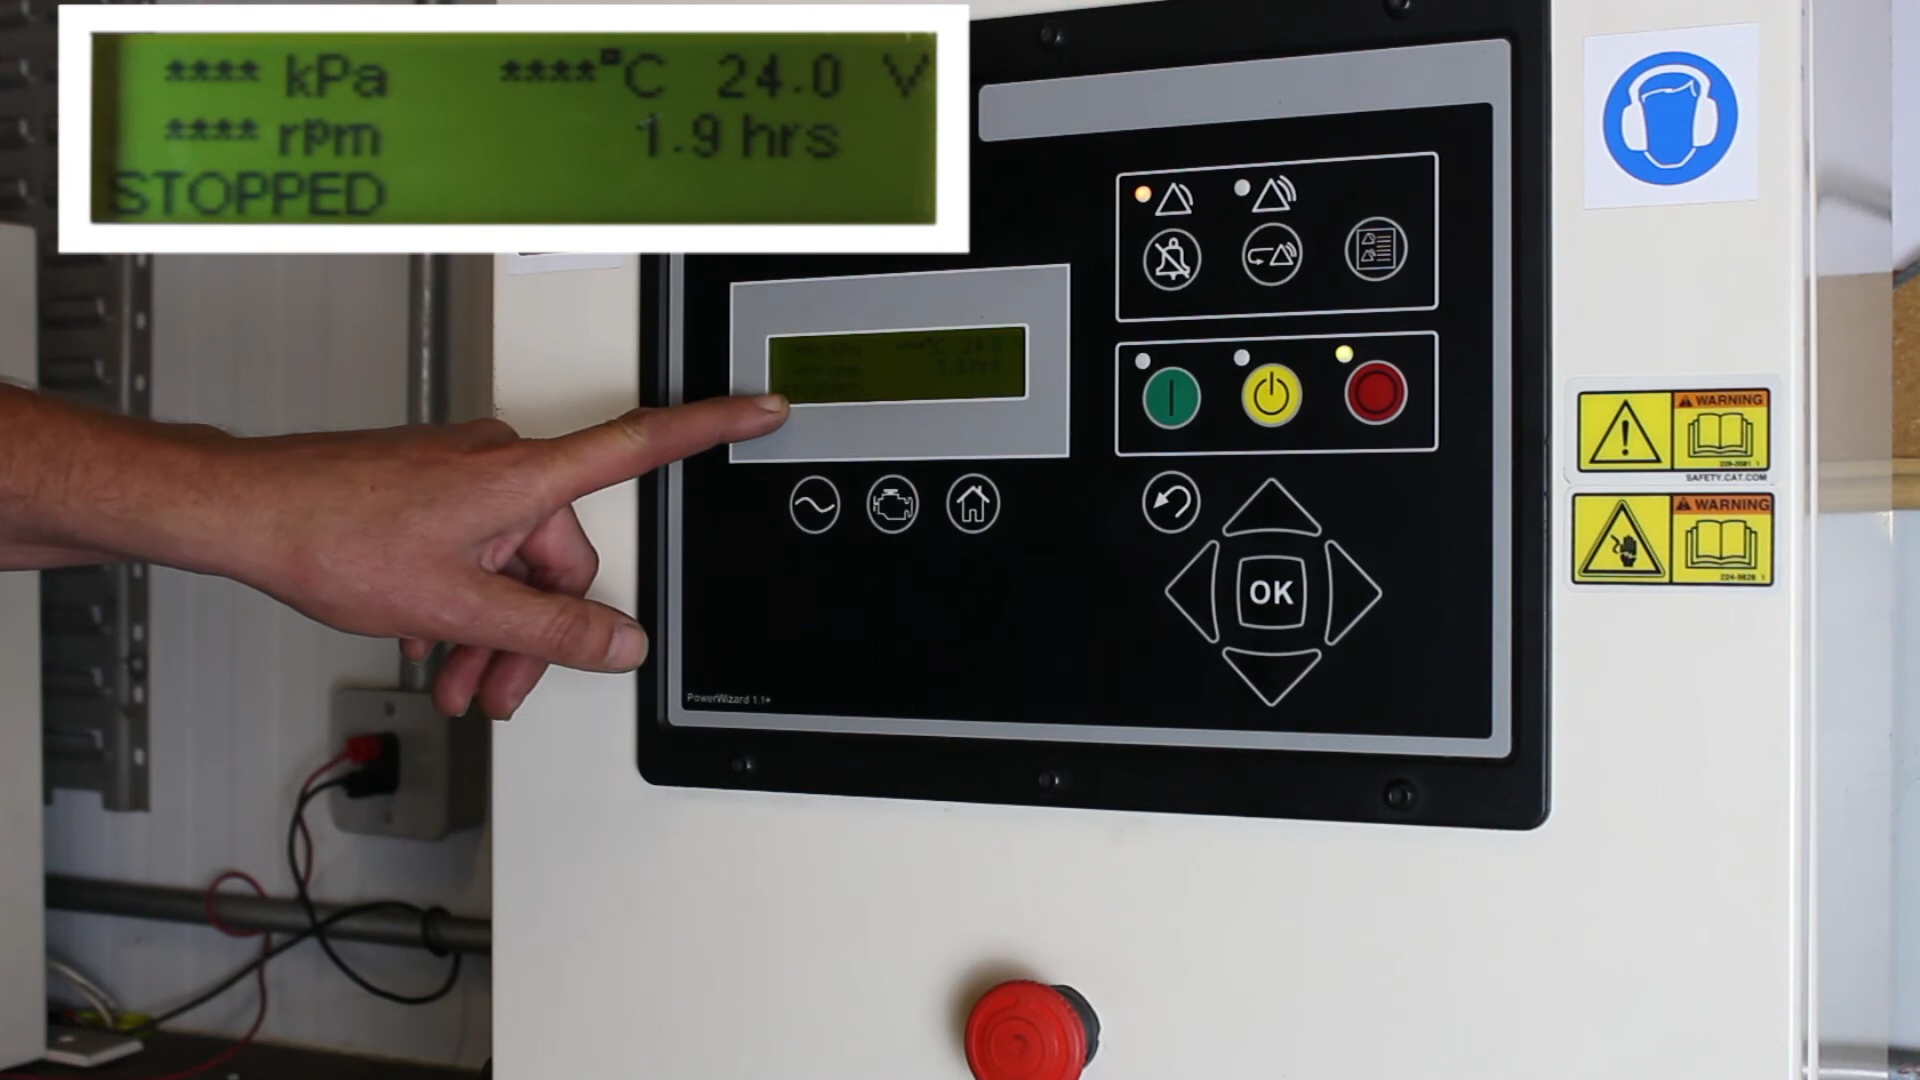 **** kPa ****°C 24.0 V
**** rpm 1.9 hrs
STOPPED
OK
PowerWizard 1.1+
WARNING
SAFETY.CAT.COM
WARNING